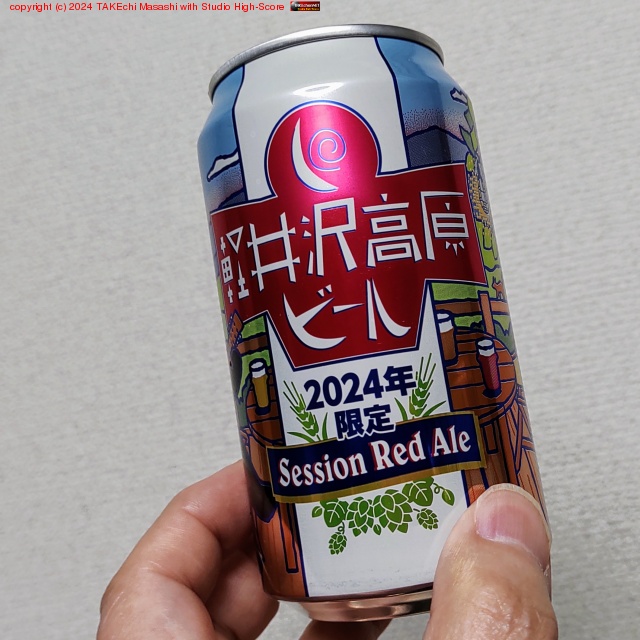 copyright (c) 2024 TAKEchi Masashi with Studio High-Score
軽井沢高原
ビール
2024年
限定
Session Red Ale